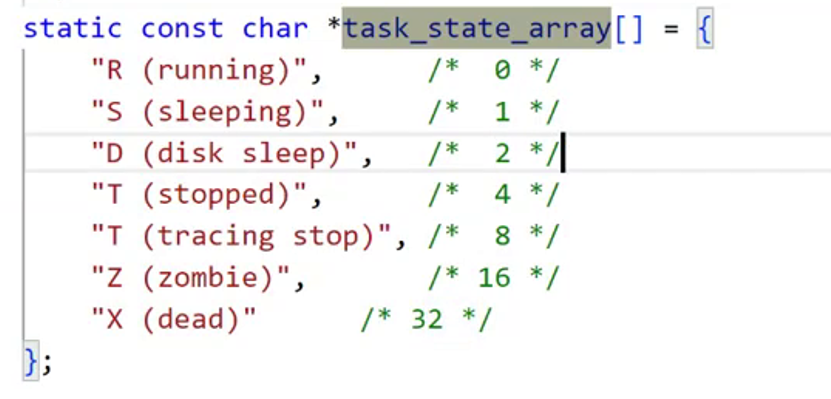 static const char *task_state_array[] = {
    "R (running)",      /*  0 */
    "S (sleeping)",     /*  1 */
    "D (disk sleep)",   /*  2 */
    "T (stopped)",      /*  4 */
    "T (tracing stop)", /*  8 */
    "Z (zombie)",       /* 16 */
    "X (dead)"      /* 32 */
};